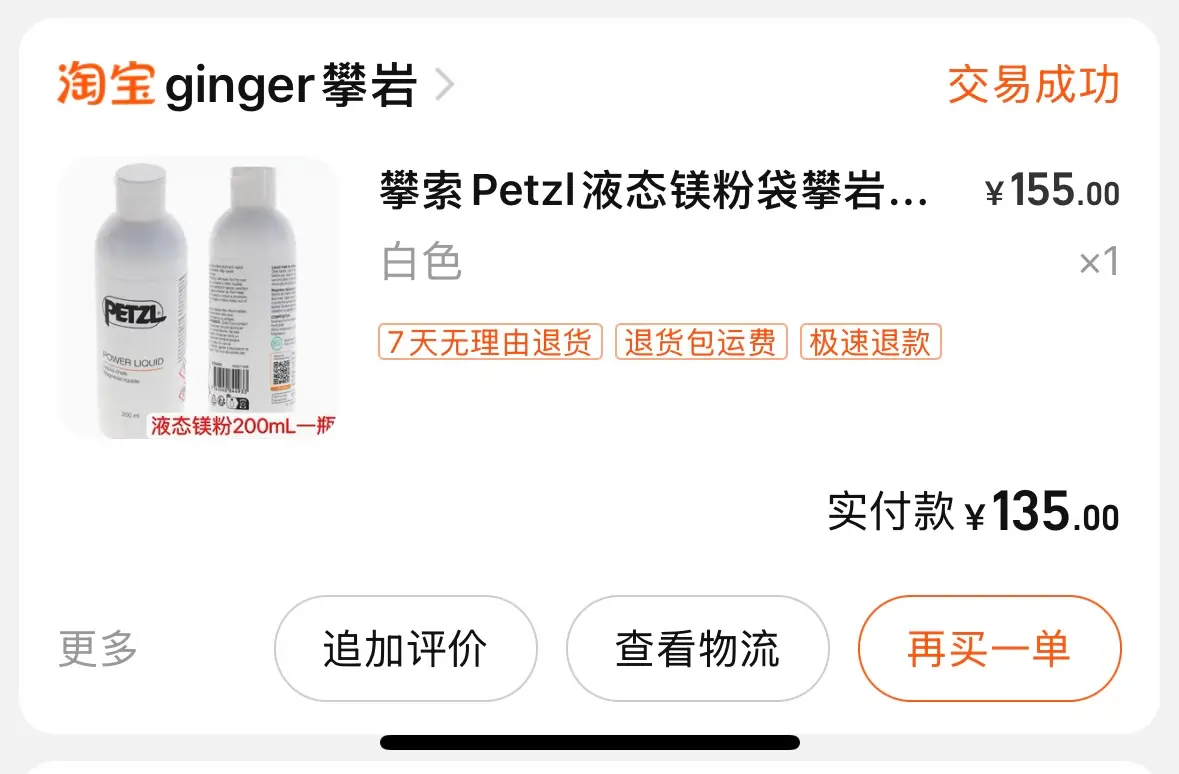 淘宝 ginger攀岩
交易成功
攀索Petzl液态镁粉袋攀岩...
¥155.00
白色
×1
7天无理由退货 退货包运费 极速退款
PETZL
POWER LIQUID
200 ml
液态镁粉200mL一瓶
实付款 ¥135.00
更多 追加评价 查看物流 再买一单